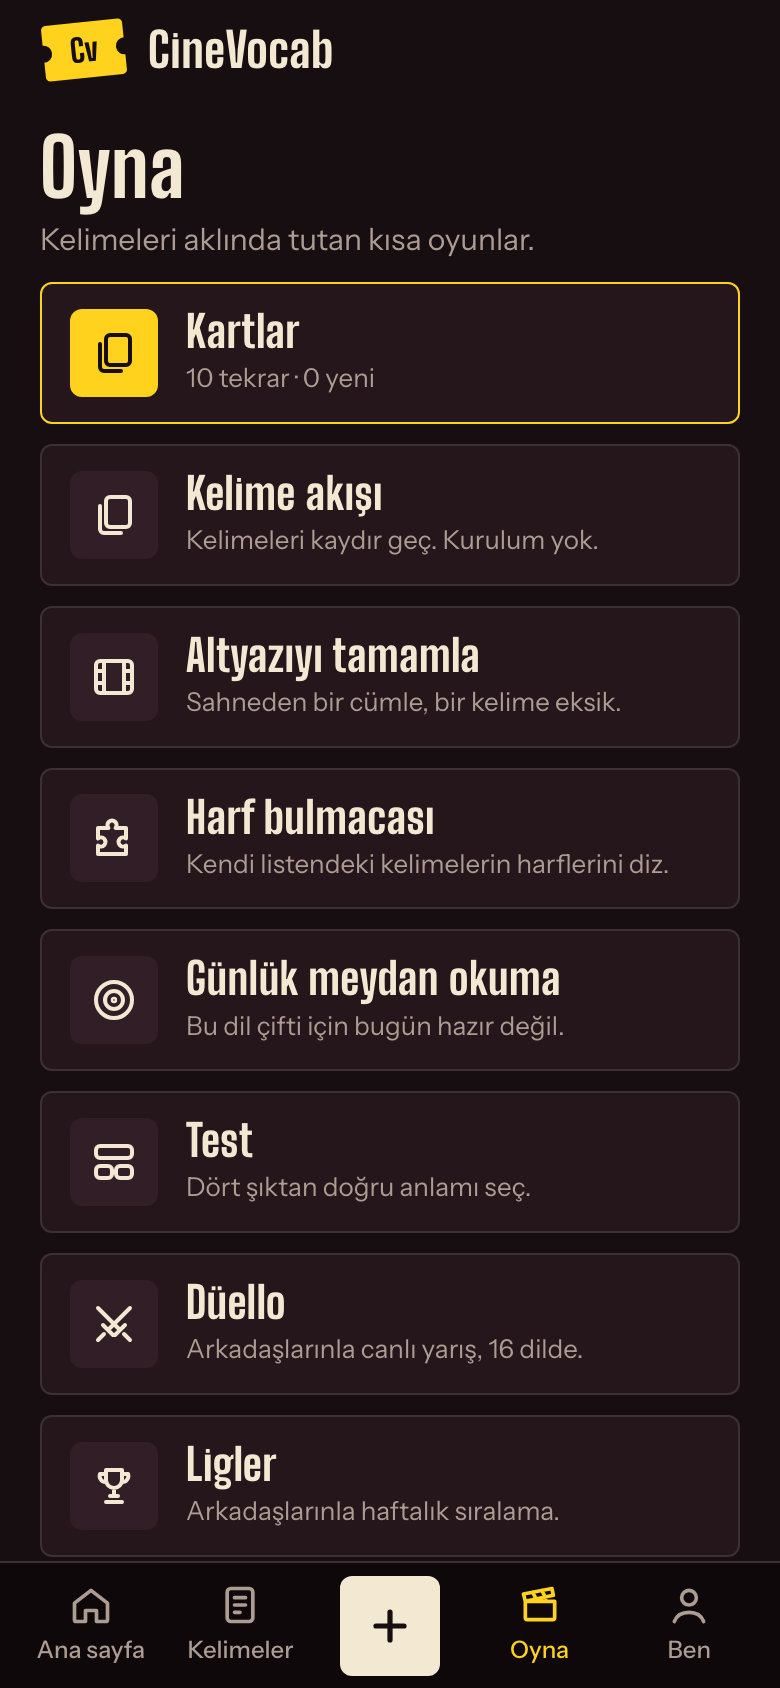 Cv CineVocab
Oyna
Kelimeleri aklında tutan kısa oyunlar.
Kartlar
10 tekrar · 0 yeni
Kelime akışı
Kelimeleri kaydır geç. Kurulum yok.
Altyazıyı tamamla
Sahneden bir cümle, bir kelime eksik.
Harf bulmacası
Kendi listendeki kelimelerin harflerini diz.
Günlük meydan okuma
Bu dil çifti için bugün hazır değil.
Test
Dört şıktan doğru anlamı seç.
Düello
Arkadaşlarınla canlı yarış, 16 dilde.
Ligler
Arkadaşlarınla haftalık sıralama.
Ana sayfa Kelimeler Oyna Ben